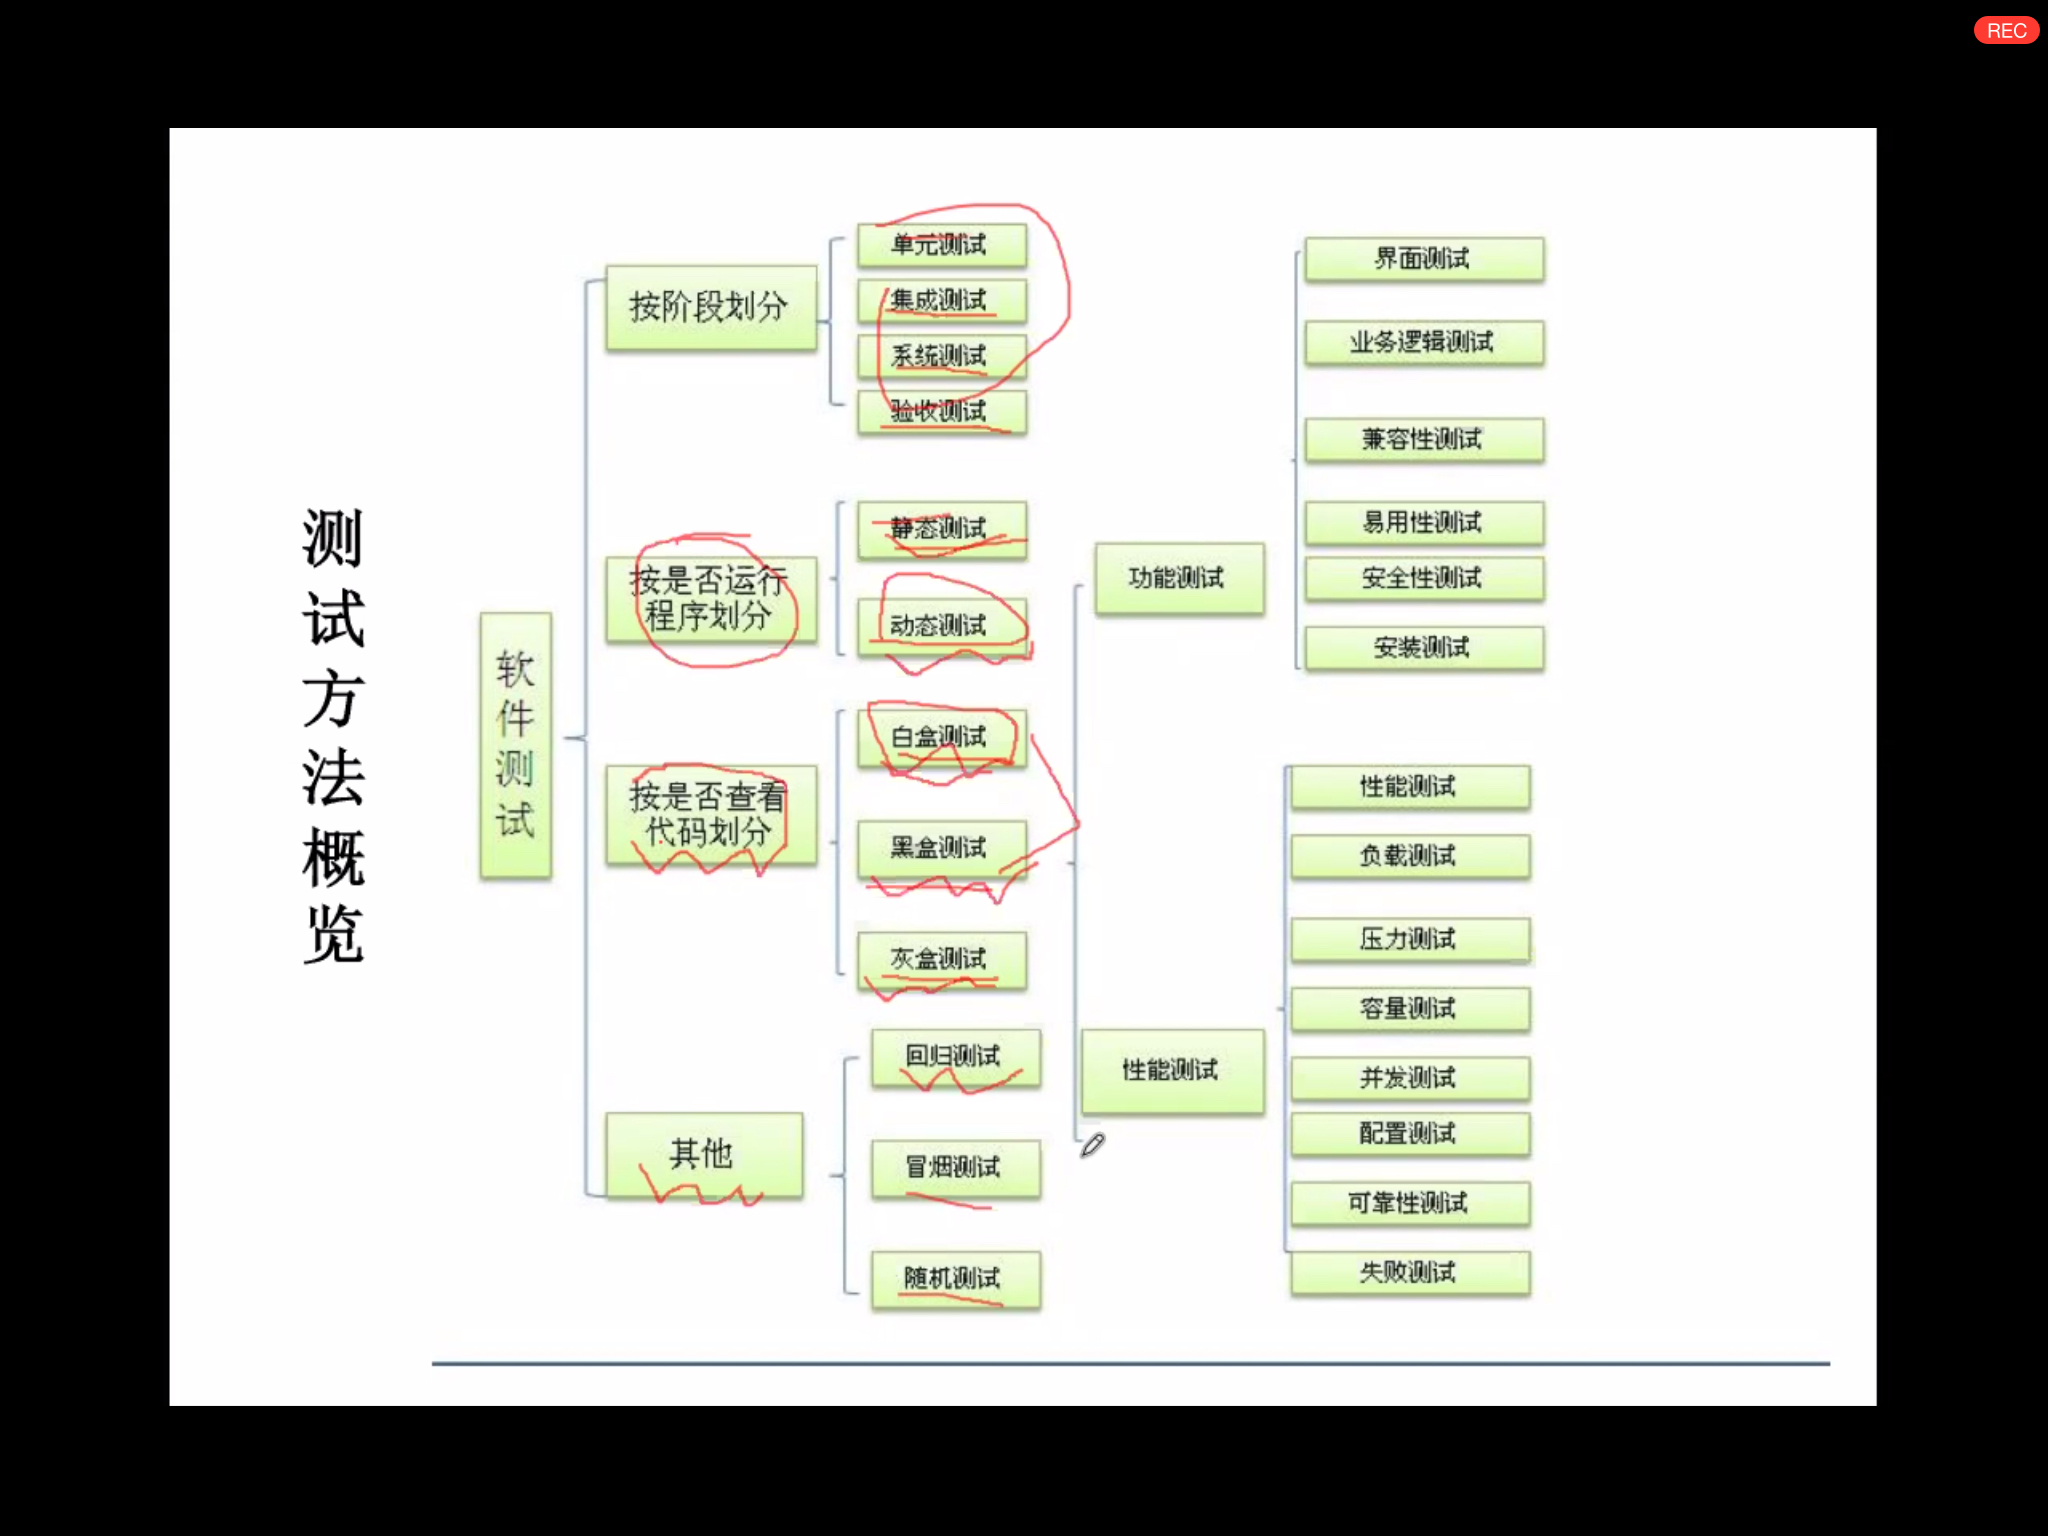 REC
测
试
方
法
概
览
软
件
测
试
按阶段划分
单元测试
集成测试
系统测试
验收测试
按是否运行
程序划分
静态测试
动态测试
按是否查看
代码划分
白盒测试
黑盒测试
灰盒测试
其他
回归测试
冒烟测试
随机测试
功能测试
界面测试
业务逻辑测试
兼容性测试
易用性测试
安全性测试
安装测试
性能测试
性能测试
负载测试
压力测试
容量测试
并发测试
配置测试
可靠性测试
失败测试